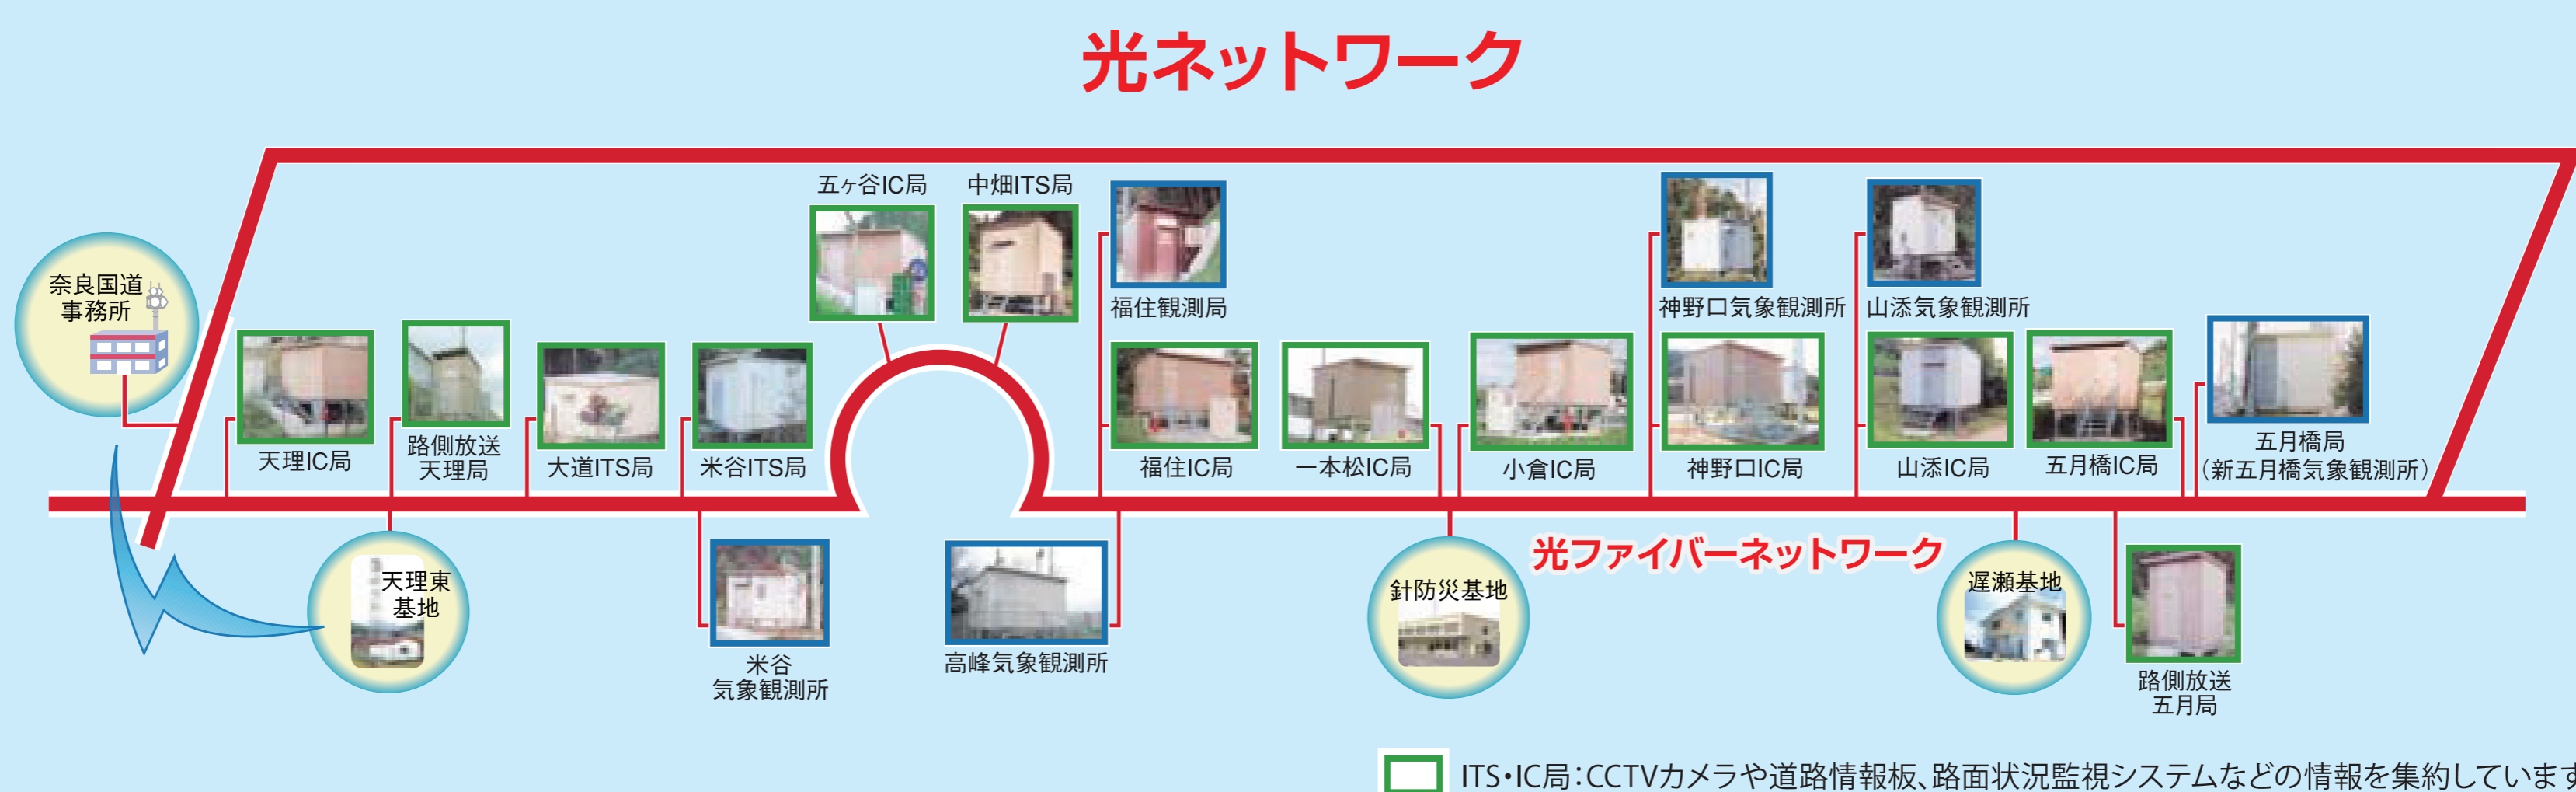 光ネットワーク
五ヶ谷IC局
中畑ITS局
奈良国道
事務所
福住観測局
神野口気象観測所
山添気象観測所
天理IC局
路側放送
天理局
大道ITS局
米谷ITS局
福住IC局
一本松IC局
小倉IC局
神野口IC局
山添IC局
五月橋IC局
五月橋局
（新五月橋気象観測所）
光ファイバーネットワーク
天理東
基地
米谷
気象観測所
高峰気象観測所
針防災基地
遅瀬基地
路側放送
五月局
ITS・IC局：CCTVカメラや道路情報板、路面状況監視システムなどの情報を集約しています